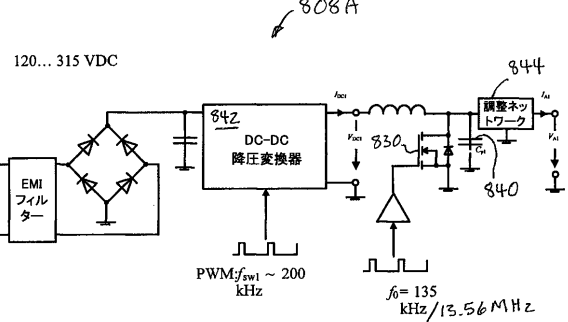 808A
120... 315 VDC
844
I_DC1
I_A1
842
調整ネッ
トワーク
DC-DC
降圧変換器
V_DC1
830
C_p1
V_A1
840
EMI
フィル
ター
PWM:f_sw1 ~ 200
kHz
f_0= 135
kHz/13.56 MHz